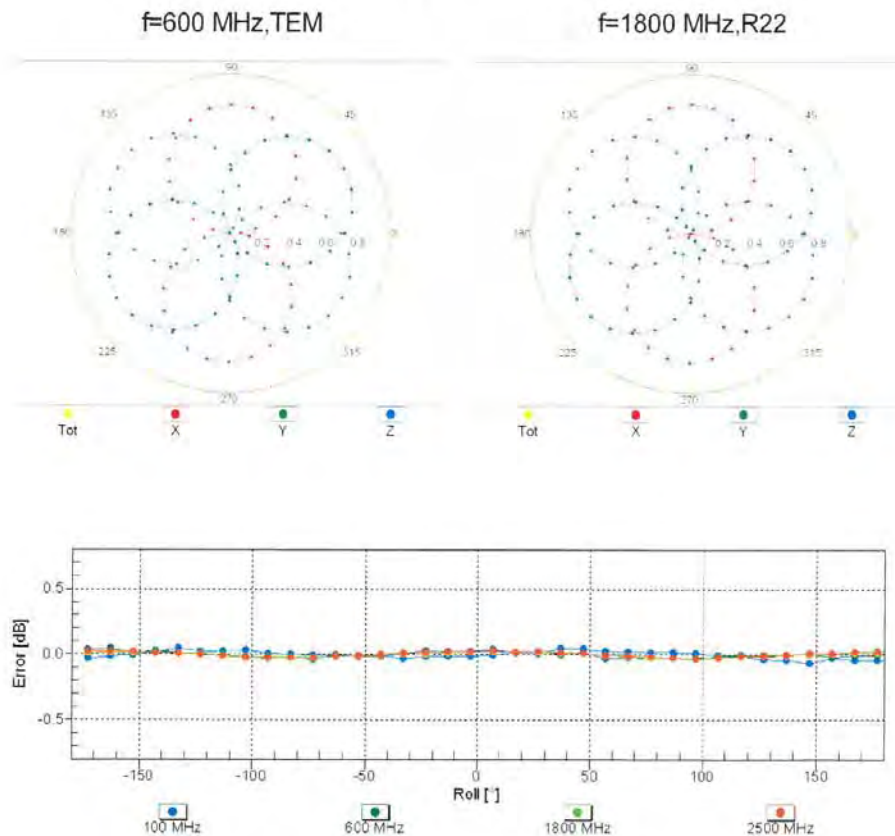 f=600 MHz,TEM
f=1800 MHz,R22
90
135
45
180
0.2 0.4 0.6 0.8
0
225
315
270
Tot
X
Y
Z
90
135
45
180
0.2 0.4 0.6 0.8
0
225
315
270
Tot
X
Y
Z
Error [dB]
0.5
0.0
-0.5
-150
-100
-50
0
50
100
150
Roll [°]
100 MHz
600 MHz
1800 MHz
2500 MHz